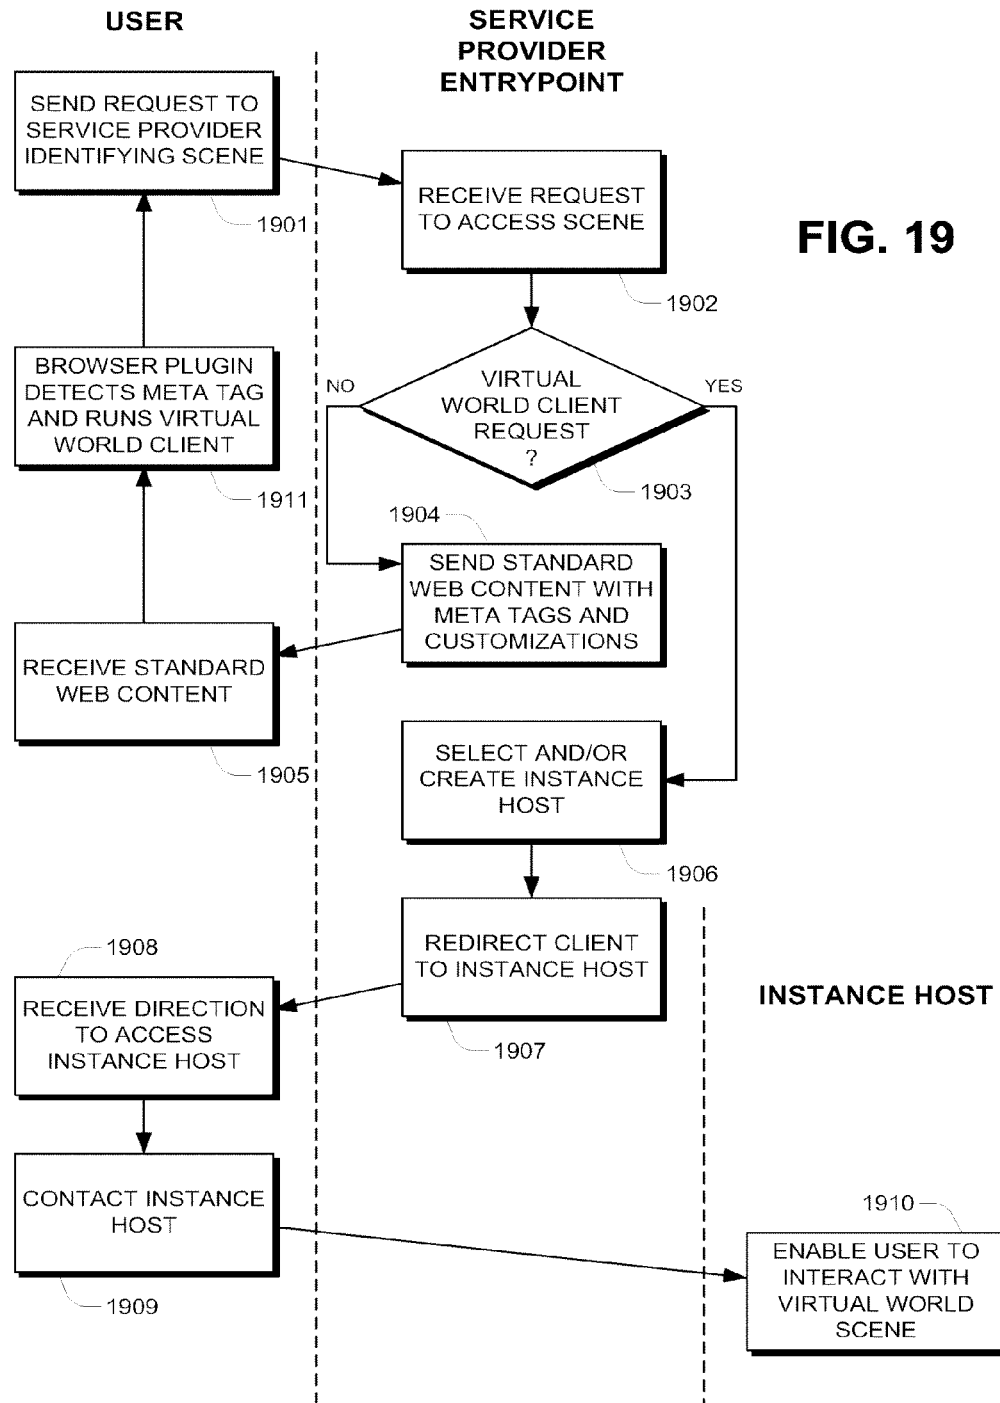 USER
SERVICE
PROVIDER
ENTRYPOINT
SEND REQUEST TO
SERVICE PROVIDER
IDENTIFYING SCENE
1901
RECEIVE REQUEST
TO ACCESS SCENE
1902
FIG. 19
BROWSER PLUGIN
DETECTS META TAG
AND RUNS VIRTUAL
WORLD CLIENT
1911
NO
VIRTUAL
WORLD CLIENT
REQUEST
?
YES
1903
1904
SEND STANDARD
WEB CONTENT WITH
META TAGS AND
CUSTOMIZATIONS
RECEIVE STANDARD
WEB CONTENT
1905
SELECT AND/OR
CREATE INSTANCE
HOST
1906
REDIRECT CLIENT
TO INSTANCE HOST
1907
1908
RECEIVE DIRECTION
TO ACCESS
INSTANCE HOST
INSTANCE HOST
CONTACT INSTANCE
HOST
1909
1910
ENABLE USER TO
INTERACT WITH
VIRTUAL WORLD
SCENE